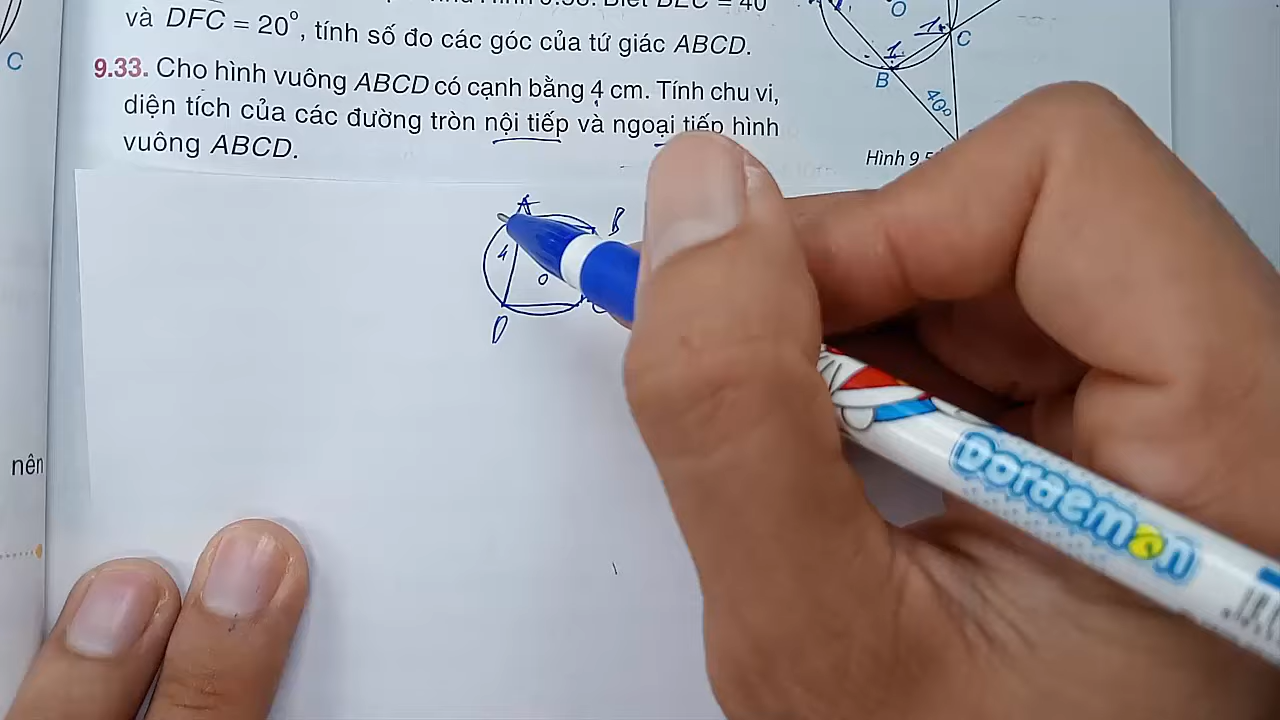 và DFC = 20°, tính số đo các góc của tứ giác ABCD.
9.33. Cho hình vuông ABCD có cạnh bằng 4 cm. Tính chu vi,
diện tích của các đường tròn nội tiếp và ngoại tiếp hình
vuông ABCD.
O
1
C
1
B
40°
Hình 9.5
C
nên
A
B
4
O
D
C
DoRaemon